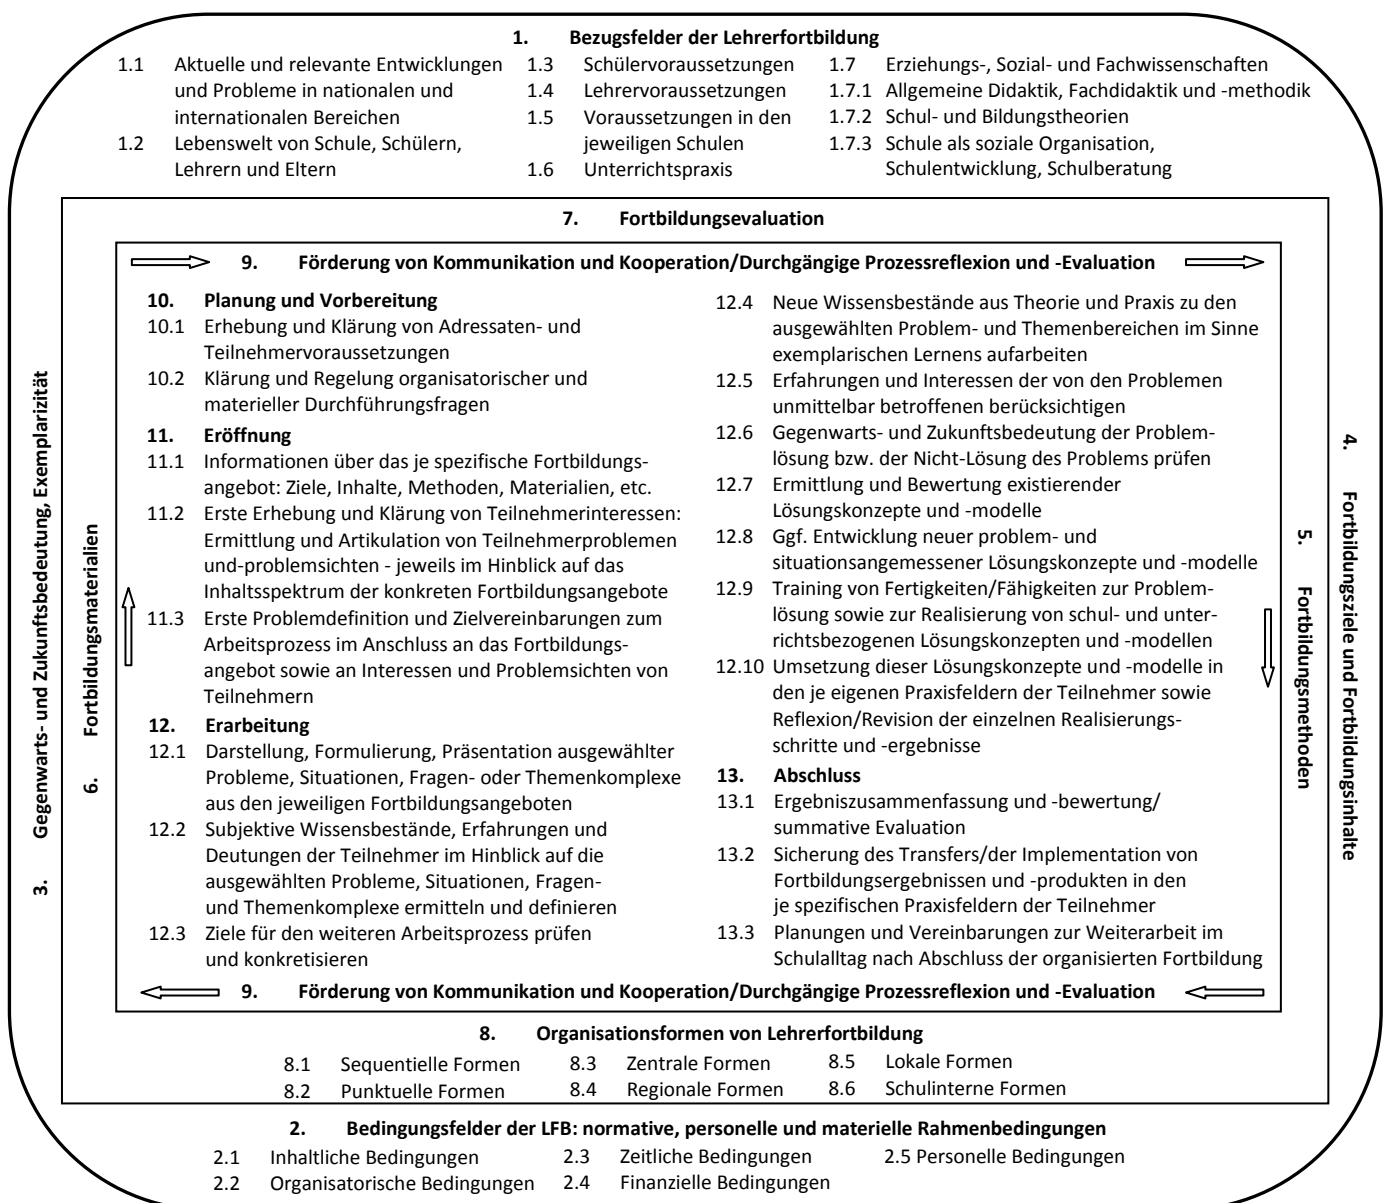 1. Bezugsfelder der Lehrerfortbildung
1.1 Aktuelle und relevante Entwicklungen
und Probleme in nationalen und
internationalen Bereichen
1.2 Lebenswelt von Schule, Schülern,
Lehrern und Eltern
1.3 Schülervoraussetzungen
1.4 Lehrervoraussetzungen
1.5 Voraussetzungen in den
jeweiligen Schulen
1.6 Unterrichtspraxis
1.7 Erziehungs-, Sozial- und Fachwissenschaften
1.7.1 Allgemeine Didaktik, Fachdidaktik und -methodik
1.7.2 Schul- und Bildungstheorien
1.7.3 Schule als soziale Organisation,
Schulentwicklung, Schulberatung
3. Gegenwarts- und Zukunftsbedeutung, Exemplarizität
6. Fortbildungsmaterialien
7. Fortbildungsevaluation
9. Förderung von Kommunikation und Kooperation/Durchgängige Prozessreflexion und -Evaluation
10. Planung und Vorbereitung
10.1 Erhebung und Klärung von Adressaten- und
Teilnehmervoraussetzungen
10.2 Klärung und Regelung organisatorischer und
materieller Durchführungsfragen
11. Eröffnung
11.1 Informationen über das je spezifische Fortbildungs-
angebot: Ziele, Inhalte, Methoden, Materialien, etc.
11.2 Erste Erhebung und Klärung von Teilnehmerinteressen:
Ermittlung und Artikulation von Teilnehmerproblemen
und-problemsichten - jeweils im Hinblick auf das
Inhaltsspektrum der konkreten Fortbildungsangebote
11.3 Erste Problemdefinition und Zielvereinbarungen zum
Arbeitsprozess im Anschluss an das Fortbildungs-
angebot sowie an Interessen und Problemsichten von
Teilnehmern
12. Erarbeitung
12.1 Darstellung, Formulierung, Präsentation ausgewählter
Probleme, Situationen, Fragen- oder Themenkomplexe
aus den jeweiligen Fortbildungsangeboten
12.2 Subjektive Wissensbestände, Erfahrungen und
Deutungen der Teilnehmer im Hinblick auf die
ausgewählten Probleme, Situationen, Fragen-
und Themenkomplexe ermitteln und definieren
12.3 Ziele für den weiteren Arbeitsprozess prüfen
und konkretisieren
12.4 Neue Wissensbestände aus Theorie und Praxis zu den
ausgewählten Problem- und Themenbereichen im Sinne
exemplarischen Lernens aufarbeiten
12.5 Erfahrungen und Interessen der von den Problemen
unmittelbar betroffenen berücksichtigen
12.6 Gegenwarts- und Zukunftsbedeutung der Problem-
lösung bzw. der Nicht-Lösung des Problems prüfen
12.7 Ermittlung und Bewertung existierender
Lösungskonzepte und -modelle
12.8 Ggf. Entwicklung neuer problem- und
situationsangemessener Lösungskonzepte und -modelle
12.9 Training von Fertigkeiten/Fähigkeiten zur Problem-
lösung sowie zur Realisierung von schul- und unter-
richtsbezogenen Lösungskonzepten und -modellen
12.10 Umsetzung dieser Lösungskonzepte und -modelle in
den je eigenen Praxisfeldern der Teilnehmer sowie
Reflexion/Revision der einzelnen Realisierungs-
schritte und -ergebnisse
13. Abschluss
13.1 Ergebniszusammenfassung und -bewertung/
summative Evaluation
13.2 Sicherung des Transfers/der Implementation von
Fortbildungsergebnissen und -produkten in den
je spezifischen Praxisfeldern der Teilnehmer
13.3 Planungen und Vereinbarungen zur Weiterarbeit im
Schulalltag nach Abschluss der organisierten Fortbildung
9. Förderung von Kommunikation und Kooperation/Durchgängige Prozessreflexion und -Evaluation
5. Fortbildungsmethoden
4. Fortbildungsziele und Fortbildungsinhalte
8. Organisationsformen von Lehrerfortbildung
8.1 Sequentielle Formen
8.2 Punktuelle Formen
8.3 Zentrale Formen
8.4 Regionale Formen
8.5 Lokale Formen
8.6 Schulinterne Formen
2. Bedingungsfelder der LFB: normative, personelle und materielle Rahmenbedingungen
2.1 Inhaltliche Bedingungen
2.2 Organisatorische Bedingungen
2.3 Zeitliche Bedingungen
2.4 Finanzielle Bedingungen
2.5 Personelle Bedingungen